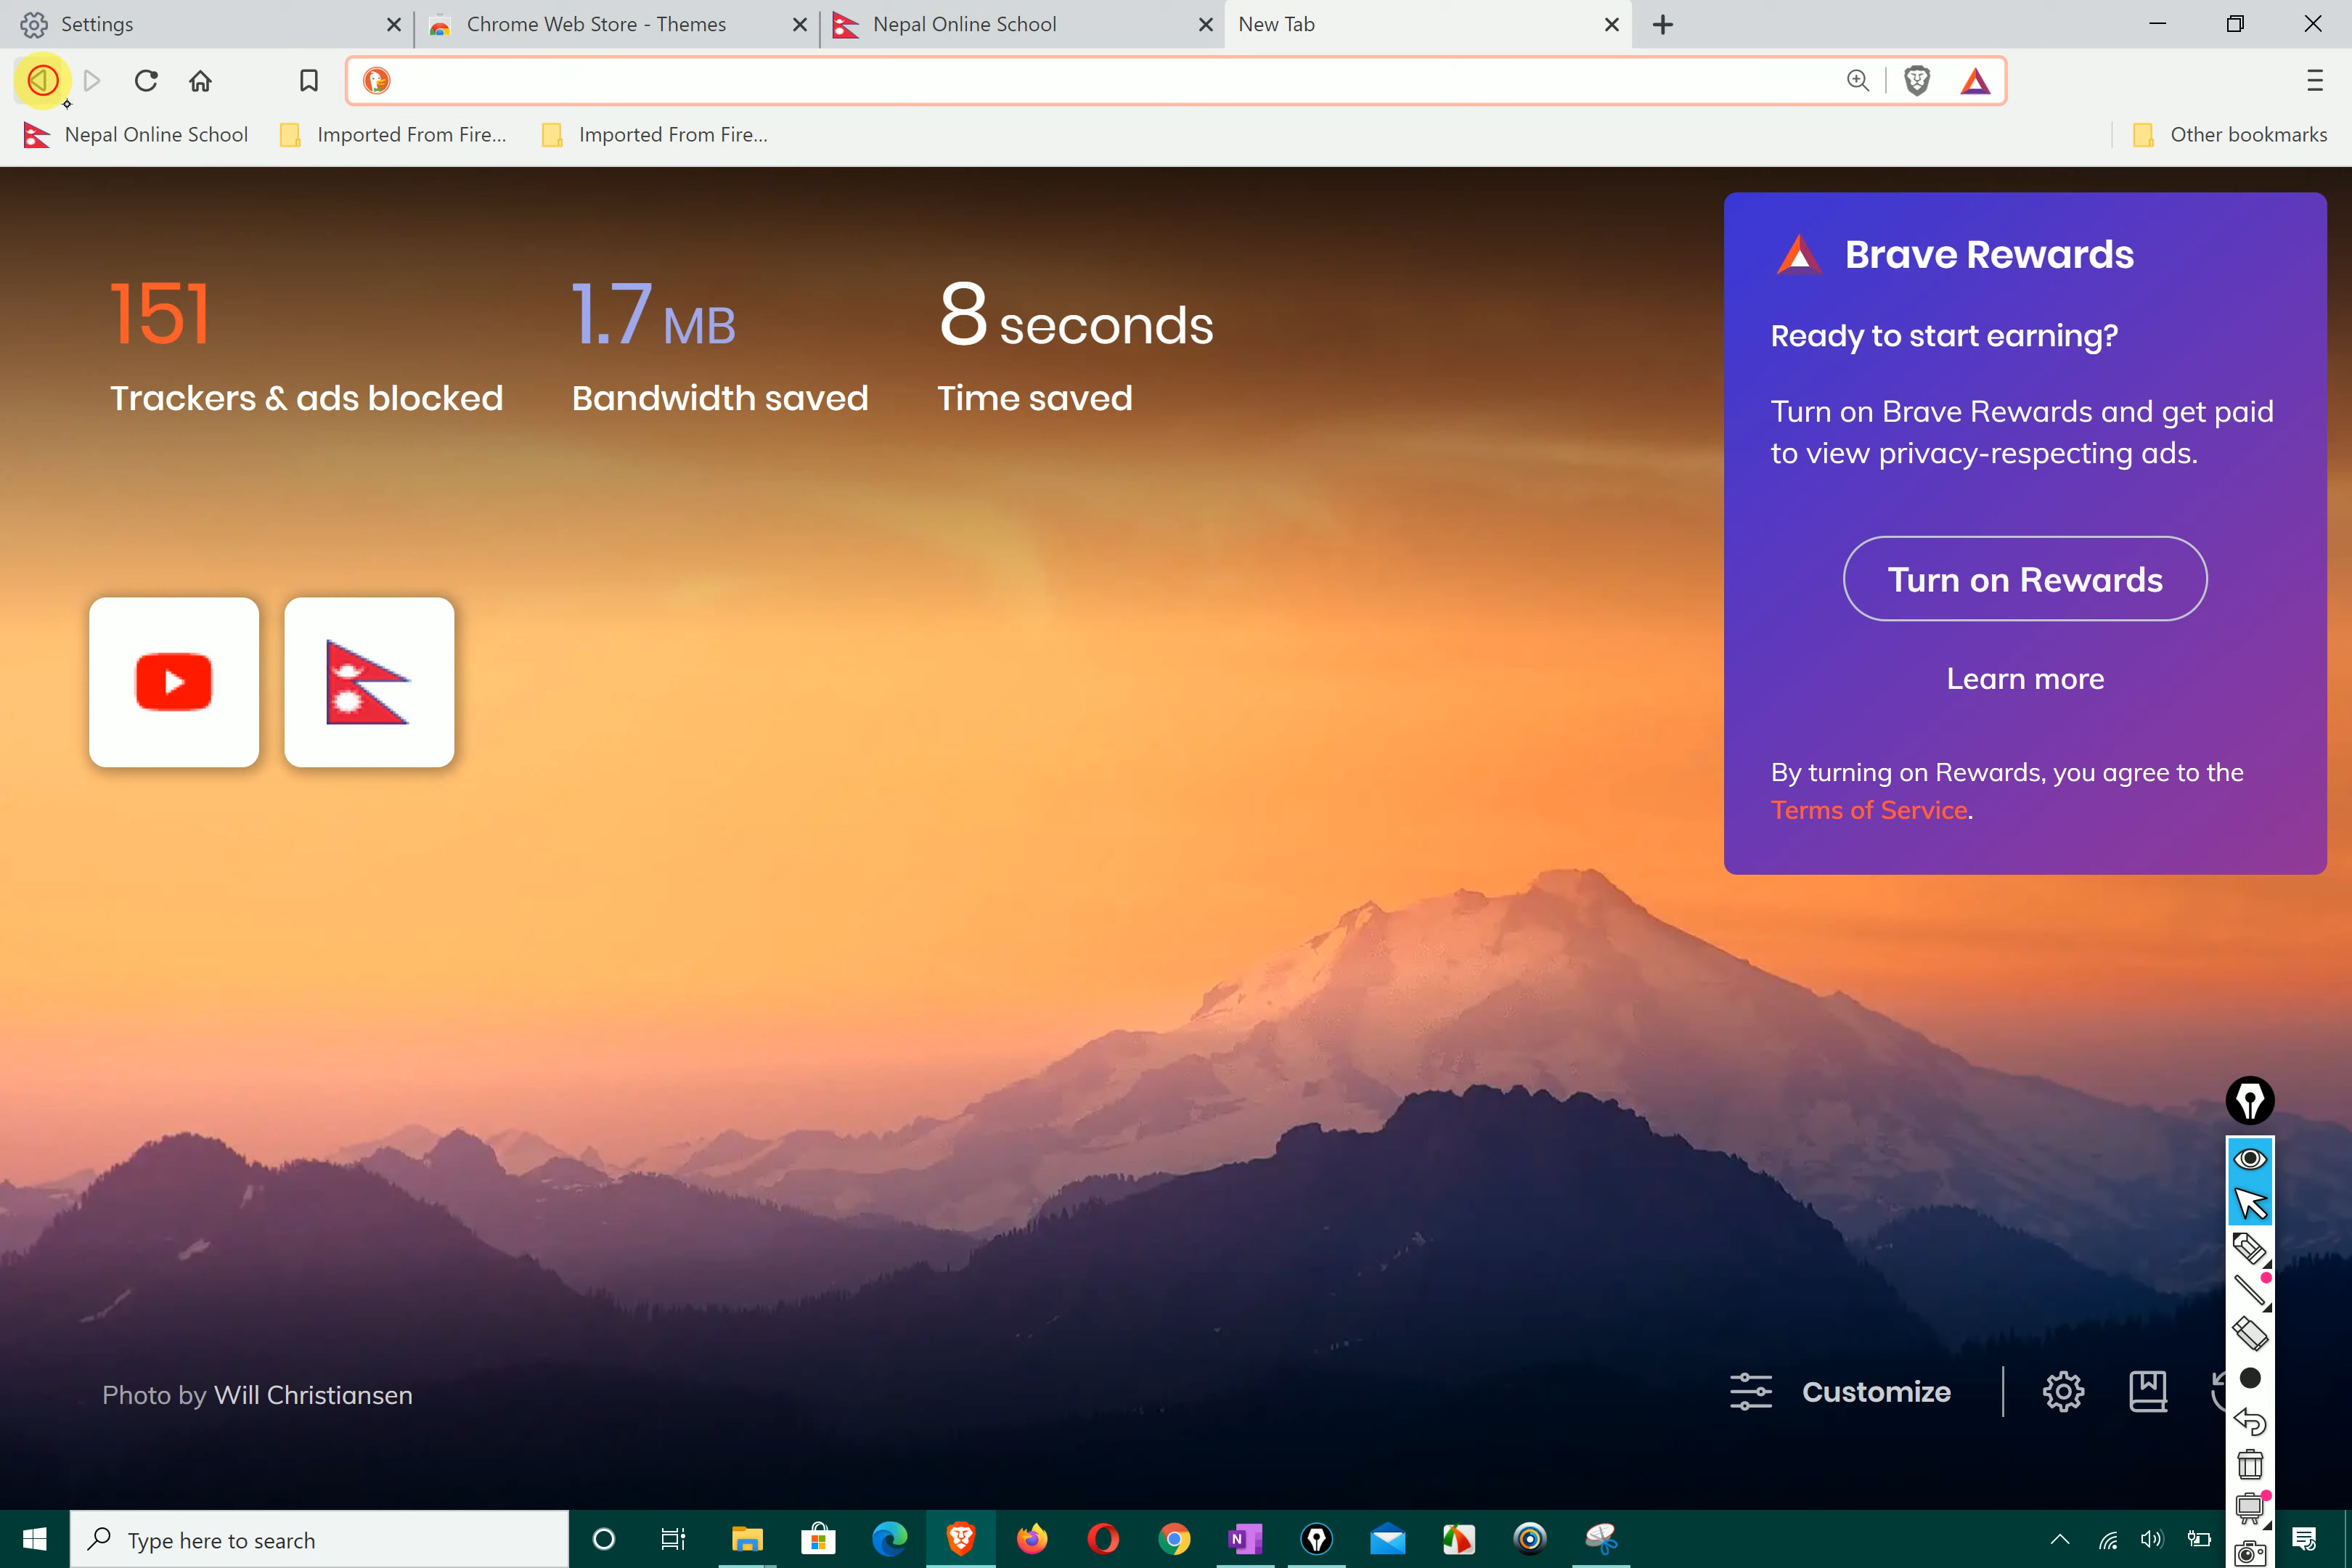 Settings
Chrome Web Store - Themes
Nepal Online School
New Tab
Nepal Online School
Imported From Fire...
Imported From Fire...
Other bookmarks
151
Trackers & ads blocked
1.7 MB
Bandwidth saved
8 seconds
Time saved
Brave Rewards
Ready to start earning?
Turn on Brave Rewards and get paid
to view privacy-respecting ads.
Turn on Rewards
Learn more
By turning on Rewards, you agree to the
Terms of Service.
Photo by Will Christiansen
Customize
Type here to search
N